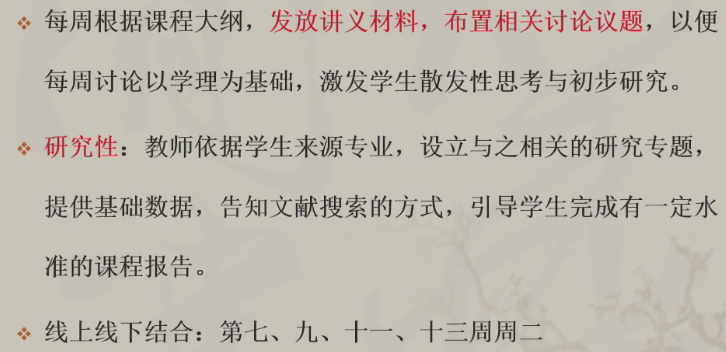 ❖ 每周根据课程大纲，发放讲义材料，布置相关讨论议题，以便
每周讨论以学理为基础，激发学生散发性思考与初步研究。
❖ 研究性：教师依据学生来源专业，设立与之相关的研究专题，
提供基础数据，告知文献搜索的方式，引导学生完成有一定水
准的课程报告。
❖ 线上线下结合：第七、九、十一、十三周周二